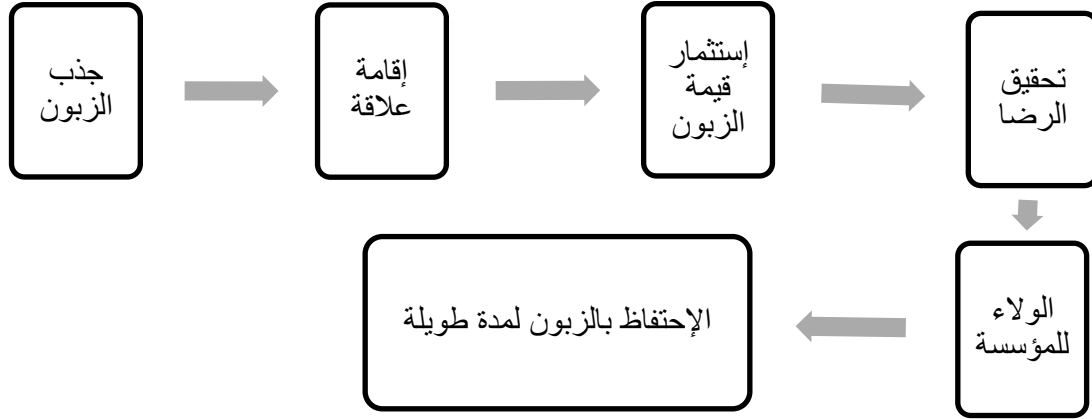 جذب
الزبون
إقامة
علاقة
إستثمار
قيمة
الزبون
تحقيق
الرضا
الولاء
للمؤسسة
الإحتفاظ بالزبون لمدة طويلة